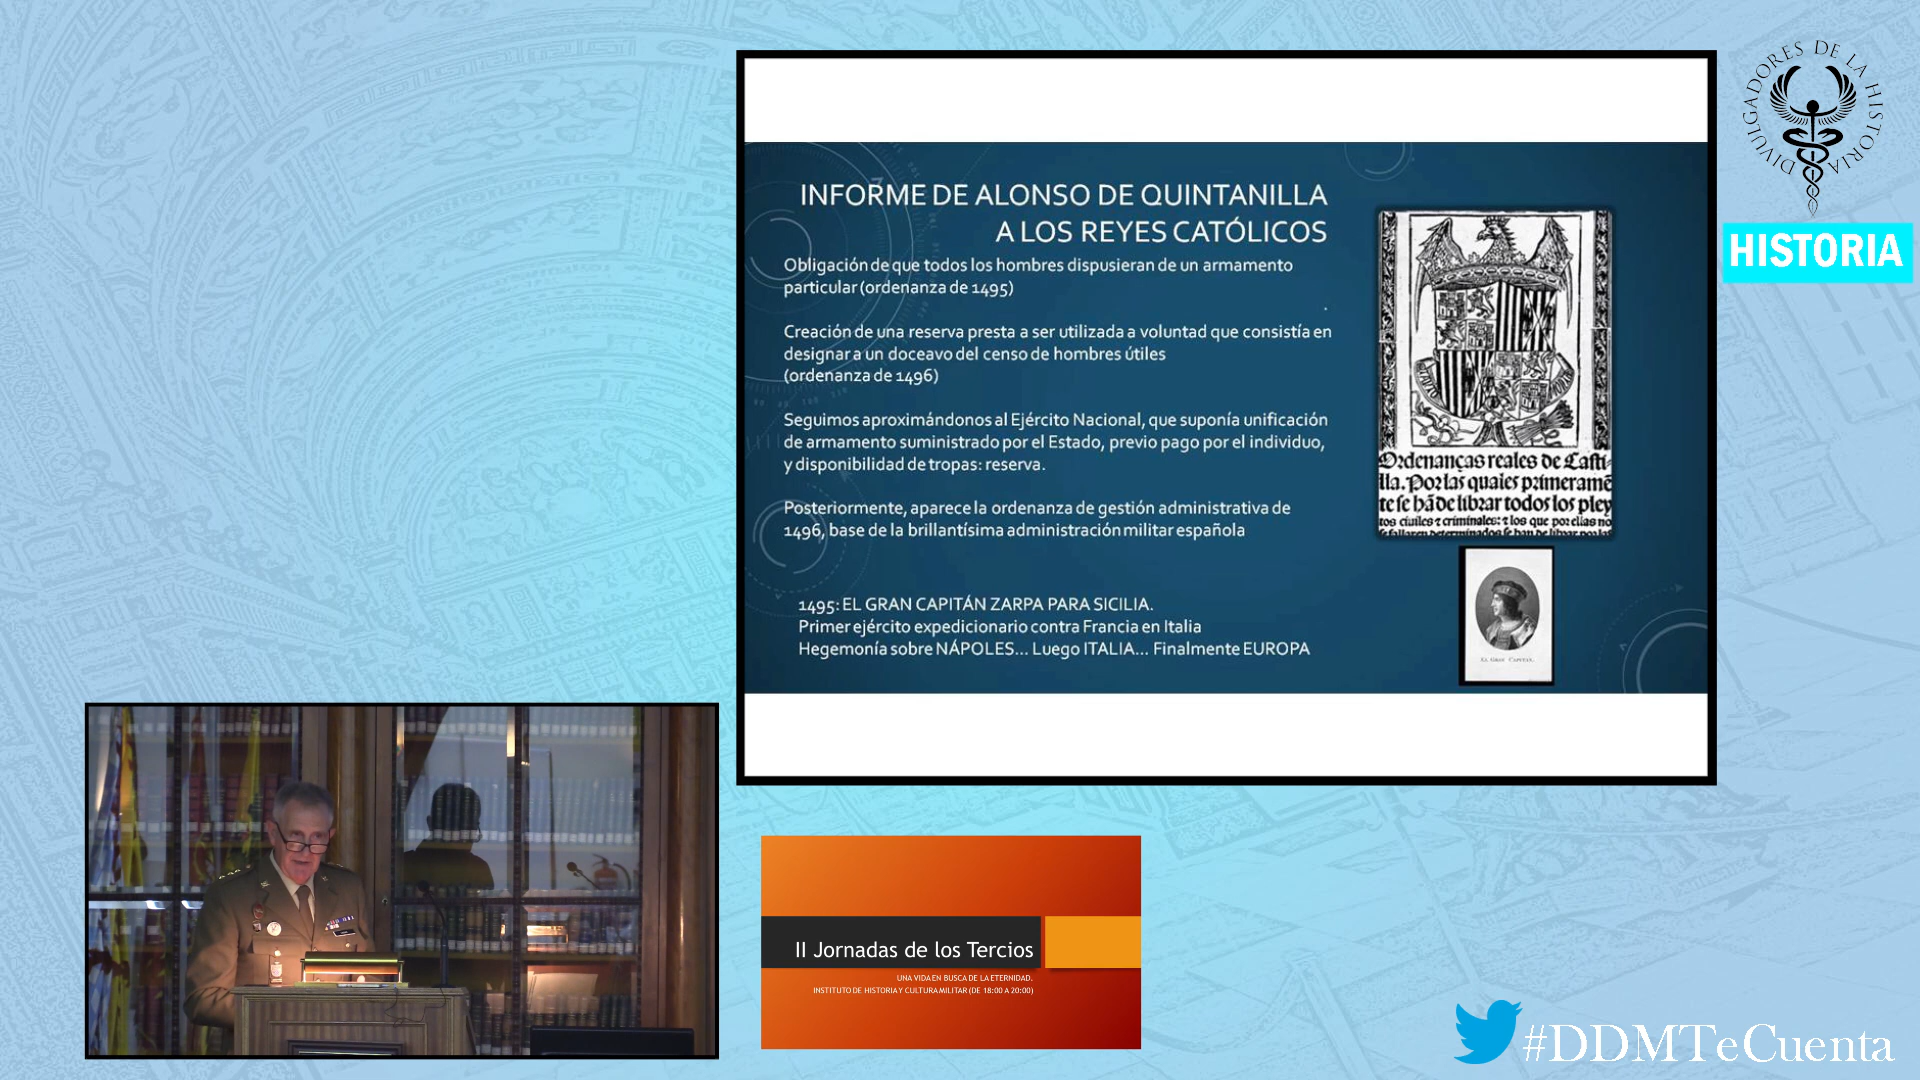 INFORME DE ALONSO DE QUINTANILLA
A LOS REYES CATÓLICOS
Obligación de que todos los hombres dispusieran de un armamento
particular (ordenanza de 1495)
.
Creación de una reserva presta a ser utilizada a voluntad que consistía en
designar a un doceavo del censo de hombres útiles
(ordenanza de 1496)
Seguimos aproximándonos al Ejército Nacional, que suponía unificación
de armamento suministrado por el Estado, previo pago por el individuo,
y disponibilidad de tropas: reserva.
Posteriormente, aparece la ordenanza de gestión administrativa de
1496, base de la brillantísima administración militar española
1495: EL GRAN CAPITÁN ZARPA PARA SICILIA.
Primer ejército expedicionario contra Francia en Italia
Hegemonía sobre NÁPOLES... Luego ITALIA... Finalmente EUROPA
Ordenanças reales de Casti-
lla. Por las quales primeramē
te se hā de librar todos los pley
tos ciuiles z criminales: z los que por ellas no
EL GRAN CAPITAN.
DIVULGADORES DE LA HISTORIA
HISTORIA
II Jornadas de los Tercios
UNA VIDA EN BUSCA DE LA ETERNIDAD.
INSTITUTO DE HISTORIA Y CULTURA MILITAR (DE 18:00 A 20:00)
#DDMTeCuenta